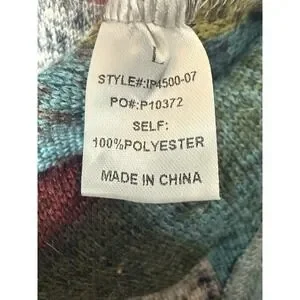 L
STYLE#:IP4500-07
PO#:P10372
SELF:
100%POLYESTER
MADE IN CHINA